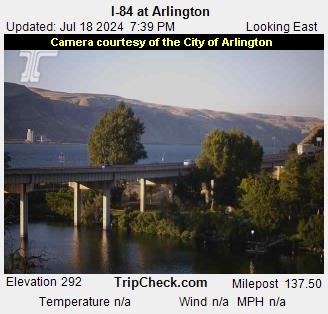 I-84 at Arlington
Updated: Jul 18 2024 7:39 PM Looking East
Camera courtesy of the City of Arlington
Elevation 292 TripCheck.com Milepost 137.50
Temperature n/a Wind n/a MPH n/a